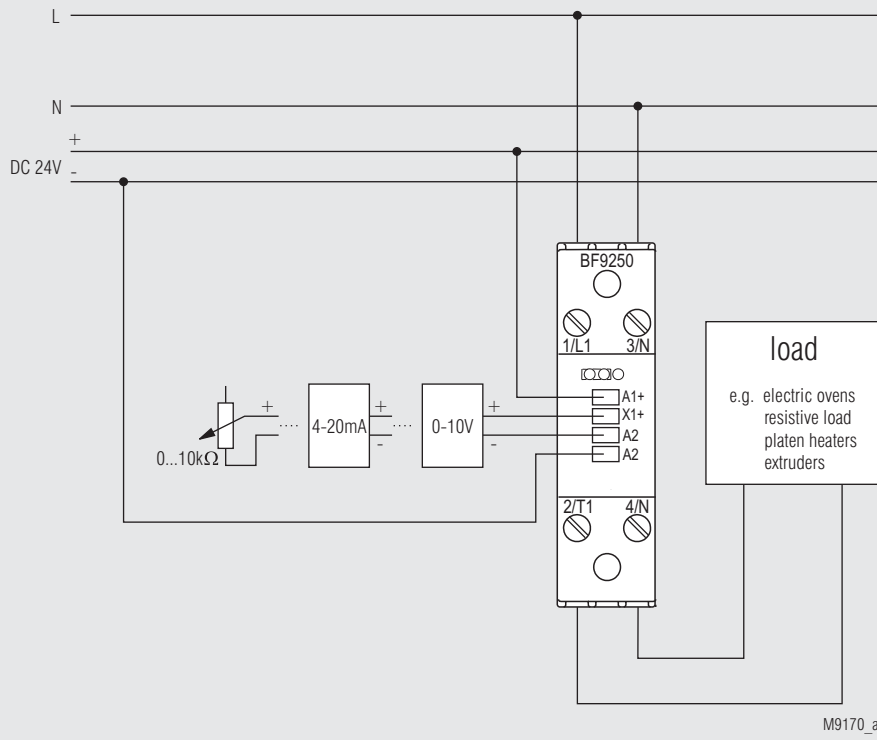 L
N
+
DC 24V
-
BF9250
1/L1 3/N
load
e.g. electric ovens
resistive load
platen heaters
extruders
A1+
X1+
A2
A2
+ + +
4-20mA 0-10V
- -
0...10kΩ
2/T1 4/N
M9170_a